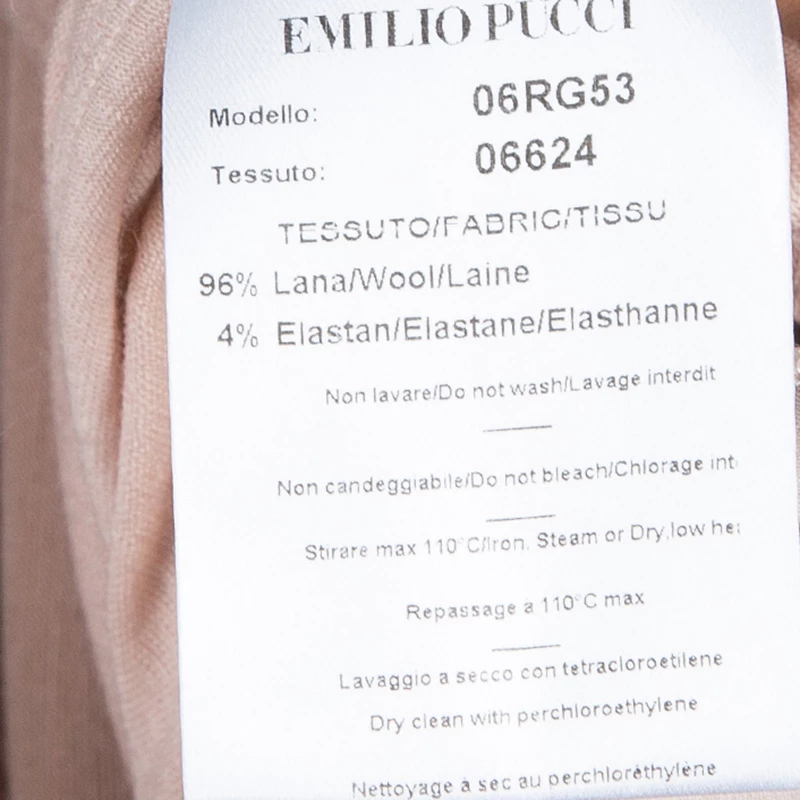 EMILIO PUCCI
Modello: 06RG53
Tessuto: 06624
TESSUTO/FABRIC/TISSU
96% Lana/Wool/Laine
4% Elastan/Elastane/Elasthanne
Non lavare/Do not wash/Lavage interdit
Non candeggiabile/Do not bleach/Chlorage int
Stirare max 110°C/Iron, Steam or Dry,low
Repassage a 110°C max
Lavaggio a secco con tetracloroetilene
Dry clean with perchloroethylene
Nettoyage à sec au perchloréthylène